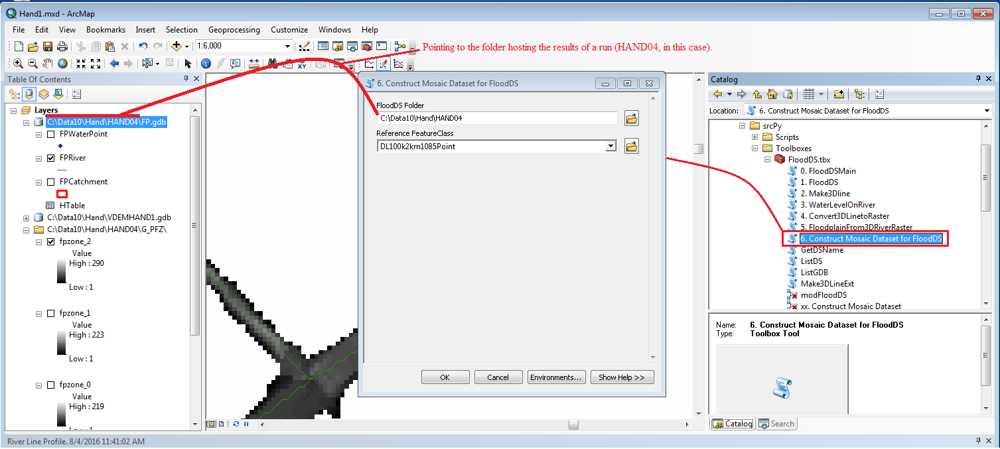 Hand1.mxd - ArcMap
File Edit View Bookmarks Insert Selection Geoprocessing Customize Windows Help
1:6,000
Pointing to the folder hosting the results of a run (HAND04, in this case).
XY
Table Of Contents
Layers
C:\Data10\Hand\HAND04\FP.gdb
FPWaterPoint
FPRiver
FPCatchment
HTable
C:\Data10\Hand\VDEMHAND1.gdb
C:\Data10\Hand\HAND04\G_PFZ\
fpzone_2
Value
High : 290
Low : 1
fpzone_1
Value
High : 223
Low : 1
fpzone_0
Value
High : 219
Low : 1
6. Construct Mosaic Dataset for FloodDS
FloodDS Folder
C:\Data10\Hand\HAND04
Reference FeatureClass
DL100k2km1085Point
OK Cancel Environments... Show Help >>
Catalog
Location: 6. Construct Mosaic Dataset for FloodDS
srcPy
Scripts
Toolboxes
FloodDS.tbx
0. FloodDSMain
1. FloodDS
2. Make3Dline
3. WaterLevelOnRiver
4. Convert3DLinetoRaster
5. FloodplainFrom3DRiverRaster
6. Construct Mosaic Dataset for FloodDS
GetDSName
ListDS
ListGDB
Make3DLineExt
modFloodDS
xx. Construct Mosaic Dataset
Name: 6. Construct Mosaic Dataset for FloodDS
Type: Toolbox Tool
Catalog Search
River Line Profile. 8/4/2016 11:41:02 AM